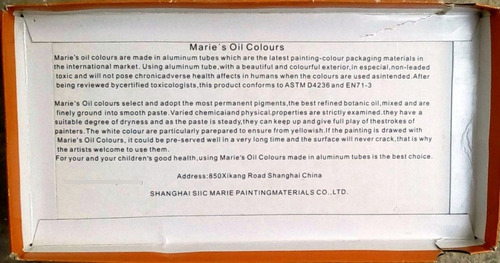 Marie's Oil Colours
Marie's oil colours are made in aluminum tubes which are the latest painting-colour packaging materials in
the international market. Using aluminum tube,with a beautiful and colourful exterior,in especial,non-leaded
toxic and will not pose chronicadverse health affects in humans when the colours are used asintended.After
being reviewed bycertified toxicologists,this product conforms to ASTM D4236 and EN71-3
Marie's Oil Colours select and adopt the most permanent pigments,the best refined botanic oil,mixed and are
finely ground into smooth paste.Varied chemicaland physical.properties are strictly examined.they have a
suitable degree of dryness and as the paste is steady,they can keep up and give full play of thestrokes of
painters.The white colour are particularly parepared to ensure from yellowish.If the painting is drawed with
Marie's Oil Colours, it could be pre-served well in a very long time and the surface will never crack,that is why
the artists welcome to use them.
For your and your children's good health,using Marie's Oil Colours made in aluminum tubes is the best choice.
Address:850Xikang Road Shanghai China
SHANGHAI SIIC MARIE PAINTINGMATERIALS CO.,LTD.